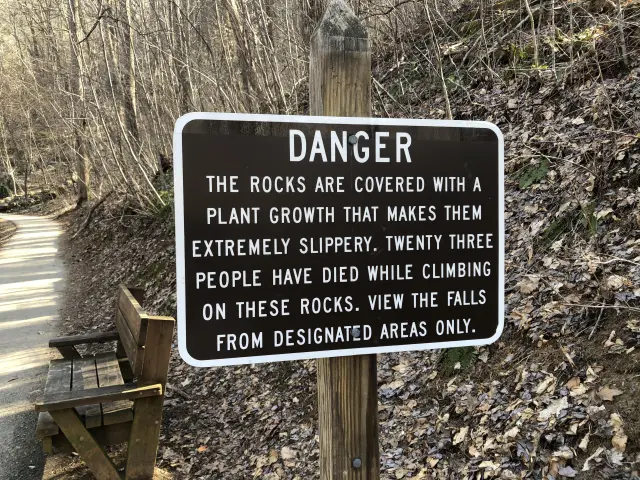 DANGER
THE ROCKS ARE COVERED WITH A
PLANT GROWTH THAT MAKES THEM
EXTREMELY SLIPPERY. TWENTY THREE
PEOPLE HAVE DIED WHILE CLIMBING
ON THESE ROCKS. VIEW THE FALLS
FROM DESIGNATED AREAS ONLY.